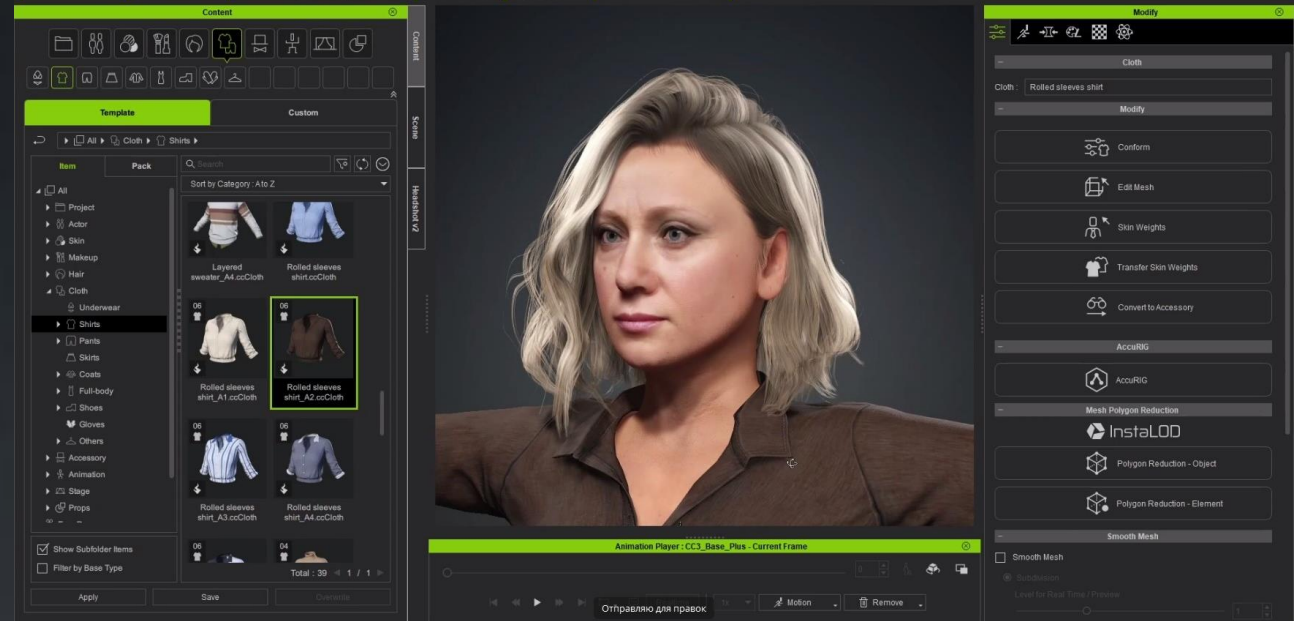 Content
Template
Custom
All
Cloth
Shirts
Item
Pack
Search
Sort by Category : A to Z
All
Project
Actor
Skin
Makeup
Hair
Cloth
Underwear
Shirts
Pants
Skirts
Coats
Full-body
Shoes
Gloves
Others
Accessory
Animation
Stage
Props
Layered
sweater_A4.ccCloth
Rolled sleeves
shirt.ccCloth
06
Rolled sleeves
shirt_A1.ccCloth
06
Rolled sleeves
shirt_A2.ccCloth
06
Rolled sleeves
shirt_A3.ccCloth
06
Rolled sleeves
shirt_A4.ccCloth
06
04
Total : 39
1 / 1
Show Subfolder Items
Filter by Base Type
Apply
Save
Overwrite
Content
Scene
Headshot v2
Animation Player : CC3_Base_Plus - Current Frame
0
1x
Motion
Remove
Отправляю для правок
Modify
Cloth
Cloth :
Rolled sleeves shirt
Modify
Conform
Edit Mesh
Skin Weights
Transfer Skin Weights
Convert to Accessory
AccuRIG
AccuRIG
Mesh Polygon Reduction
InstaLOD
Polygon Reduction - Object
Polygon Reduction - Element
Smooth Mesh
Smooth Mesh
Subdivision
Level for Real Time / Preview
1